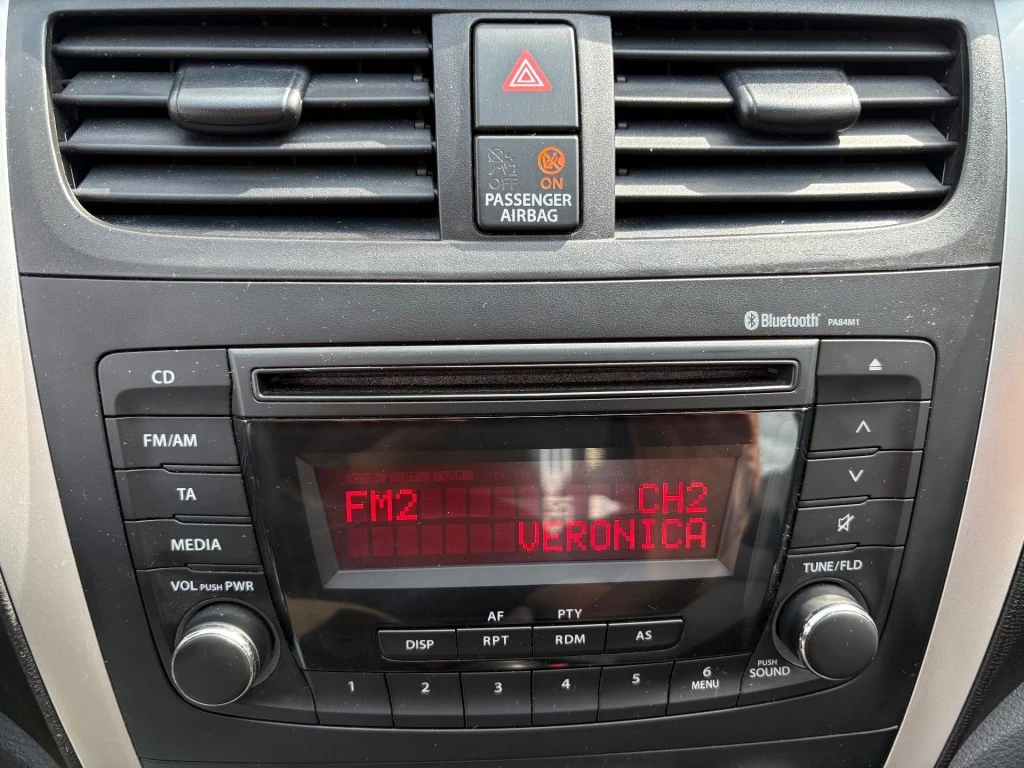 OFF ON
PASSENGER
AIRBAG
Bluetooth PA84M1
CD
FM/AM
TA
MEDIA
VOL PUSH PWR
FM2 CH2
VERONICA
TUNE/FLD
AF PTY
DISP RPT RDM AS
PUSH
SOUND
1 2 3 4 5 6
MENU